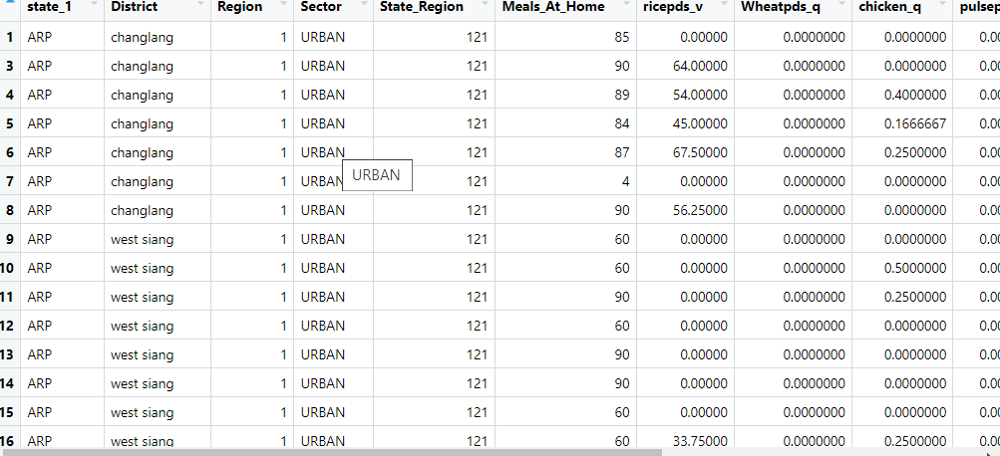 state_1 District Region Sector State_Region Meals_At_Home ricepds_v Wheatpds_q chicken_q pulsep
1 ARP changlang 1 URBAN 121 85 0.00000 0.0000000 0.0000000 0.00
3 ARP changlang 1 URBAN 121 90 64.00000 0.0000000 0.0000000 0.00
4 ARP changlang 1 URBAN 121 89 54.00000 0.0000000 0.4000000 0.00
5 ARP changlang 1 URBAN 121 84 45.00000 0.0000000 0.1666667 0.00
6 ARP changlang 1 URBAN 121 87 67.50000 0.0000000 0.2500000 0.00
URBAN
7 ARP changlang 1 URBAN 121 4 0.00000 0.0000000 0.0000000 0.00
8 ARP changlang 1 URBAN 121 90 56.25000 0.0000000 0.0000000 0.00
9 ARP west siang 1 URBAN 121 60 0.00000 0.0000000 0.0000000 0.00
10 ARP west siang 1 URBAN 121 60 0.00000 0.0000000 0.5000000 0.00
11 ARP west siang 1 URBAN 121 90 0.00000 0.0000000 0.2500000 0.00
12 ARP west siang 1 URBAN 121 60 0.00000 0.0000000 0.0000000 0.00
13 ARP west siang 1 URBAN 121 90 0.00000 0.0000000 0.0000000 0.00
14 ARP west siang 1 URBAN 121 90 0.00000 0.0000000 0.0000000 0.00
15 ARP west siang 1 URBAN 121 60 0.00000 0.0000000 0.0000000 0.00
16 ARP west siang 1 URBAN 121 60 33.75000 0.0000000 0.2500000 0.00